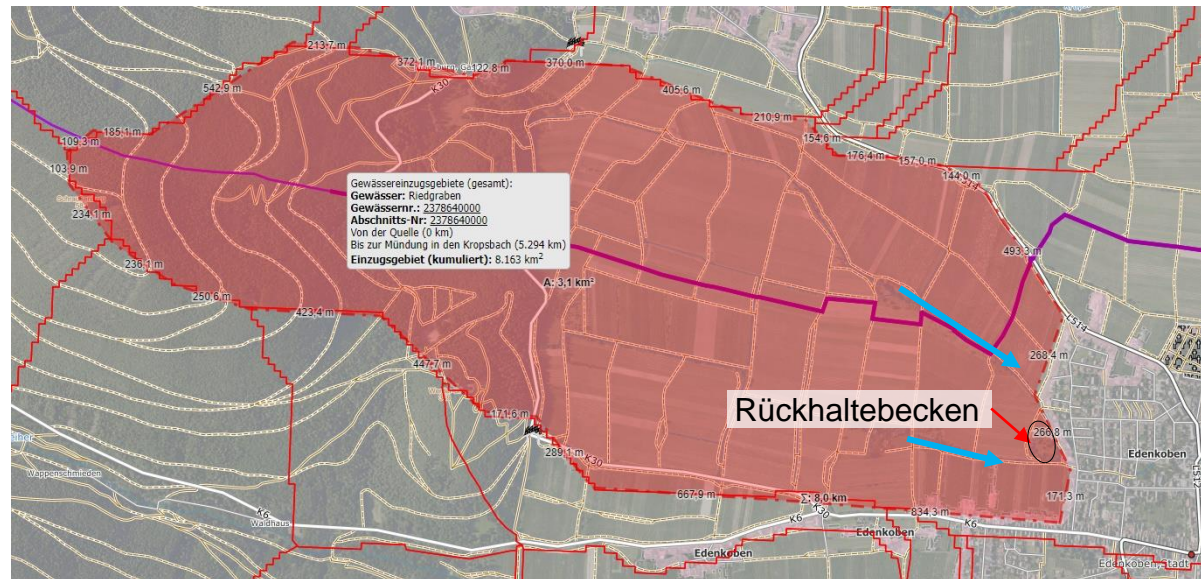 213,7 m
372,1 m
122,8 m
370,0 m
K30
542,9 m
405,6 m
210,9 m
185,1 m
154,6 m
109,3 m
176,4 m
157,0 m
103,9 m
144,0 m
L514
Gewässereinzugsgebiete (gesamt):
Gewässer: Riedgraben
Gewässernr.: 2378640000
Abschnitts-Nr: 2378640000
Von der Quelle (0 km)
Bis zur Mündung in den Kropsbach (5.294 km)
Einzugsgebiet (kumuliert): 8.163 km²
234,1 m
236,1 m
493,3 m
A: 3,1 km²
250,6 m
423,4 m
L514
268,4 m
447,7 m
Rückhaltebecken
171,6 m
266,8 m
K30
289,1 m
Edenkoben
Wappenschmieden
171,3 m
667,9 m
Σ: 8,0 km
K30
834,3 m
L512
K6
Waldhaus
K6
K6
Edenkoben
Edenkoben
Edenkoben, Stadt